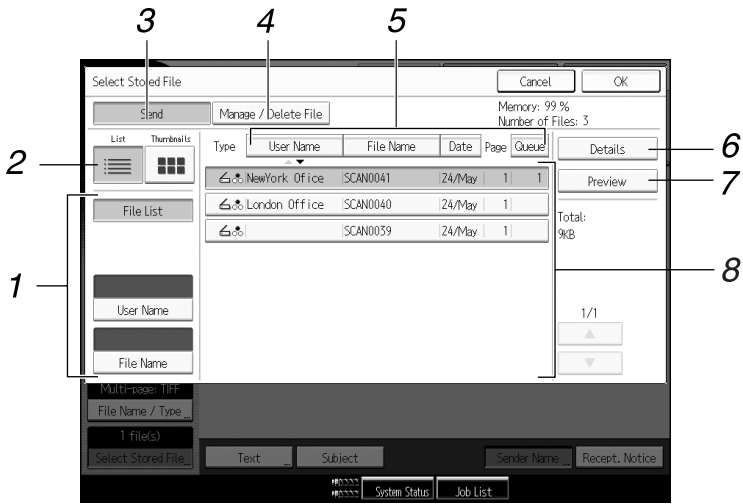 3 4 5
Select Stored File Cancel OK
Send Manage / Delete File Memory: 99 %
Number of Files: 3
List Thumbnails Type User Name File Name Date Page Queue Details 6
2
NewYork Ofice SCAN0041 24/May 1 1 Preview 7
File List London Office SCAN0040 24/May 1 Total:
SCAN0039 24/May 1 9KB
8
1
User Name 1/1
File Name
Multi-page: TIFF
File Name / Type
1 file(s)
Select Stored File Text Subject Sender Name Recept. Notice
System Status Job List